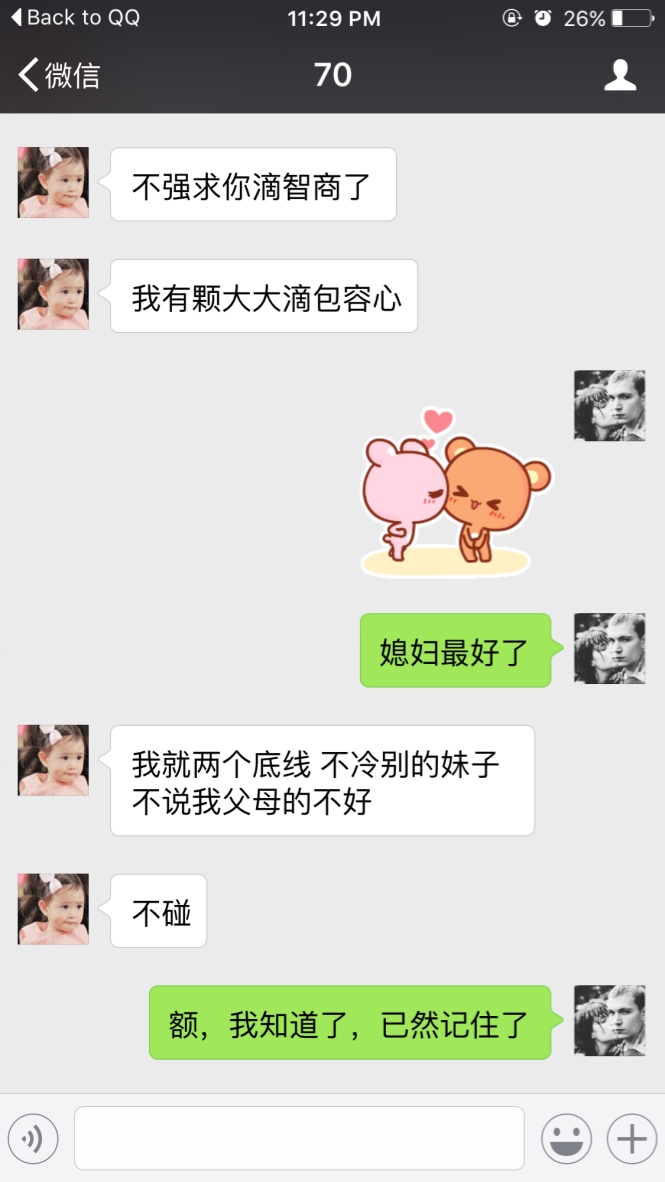 Back to QQ
11:29 PM
26%
微信
70
不强求你滴智商了
我有颗大大滴包容心
媳妇最好了
我就两个底线 不冷别的妹子
不说我父母的不好
不碰
额，我知道了，已然记住了